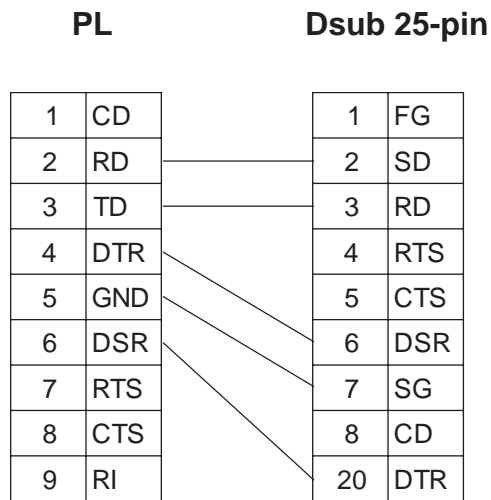 PL Dsub 25-pin
1 CD 1 FG
2 RD 2 SD
3 TD 3 RD
4 DTR 4 RTS
5 GND 5 CTS
6 DSR 6 DSR
7 RTS 7 SG
8 CTS 8 CD
9 RI 20 DTR